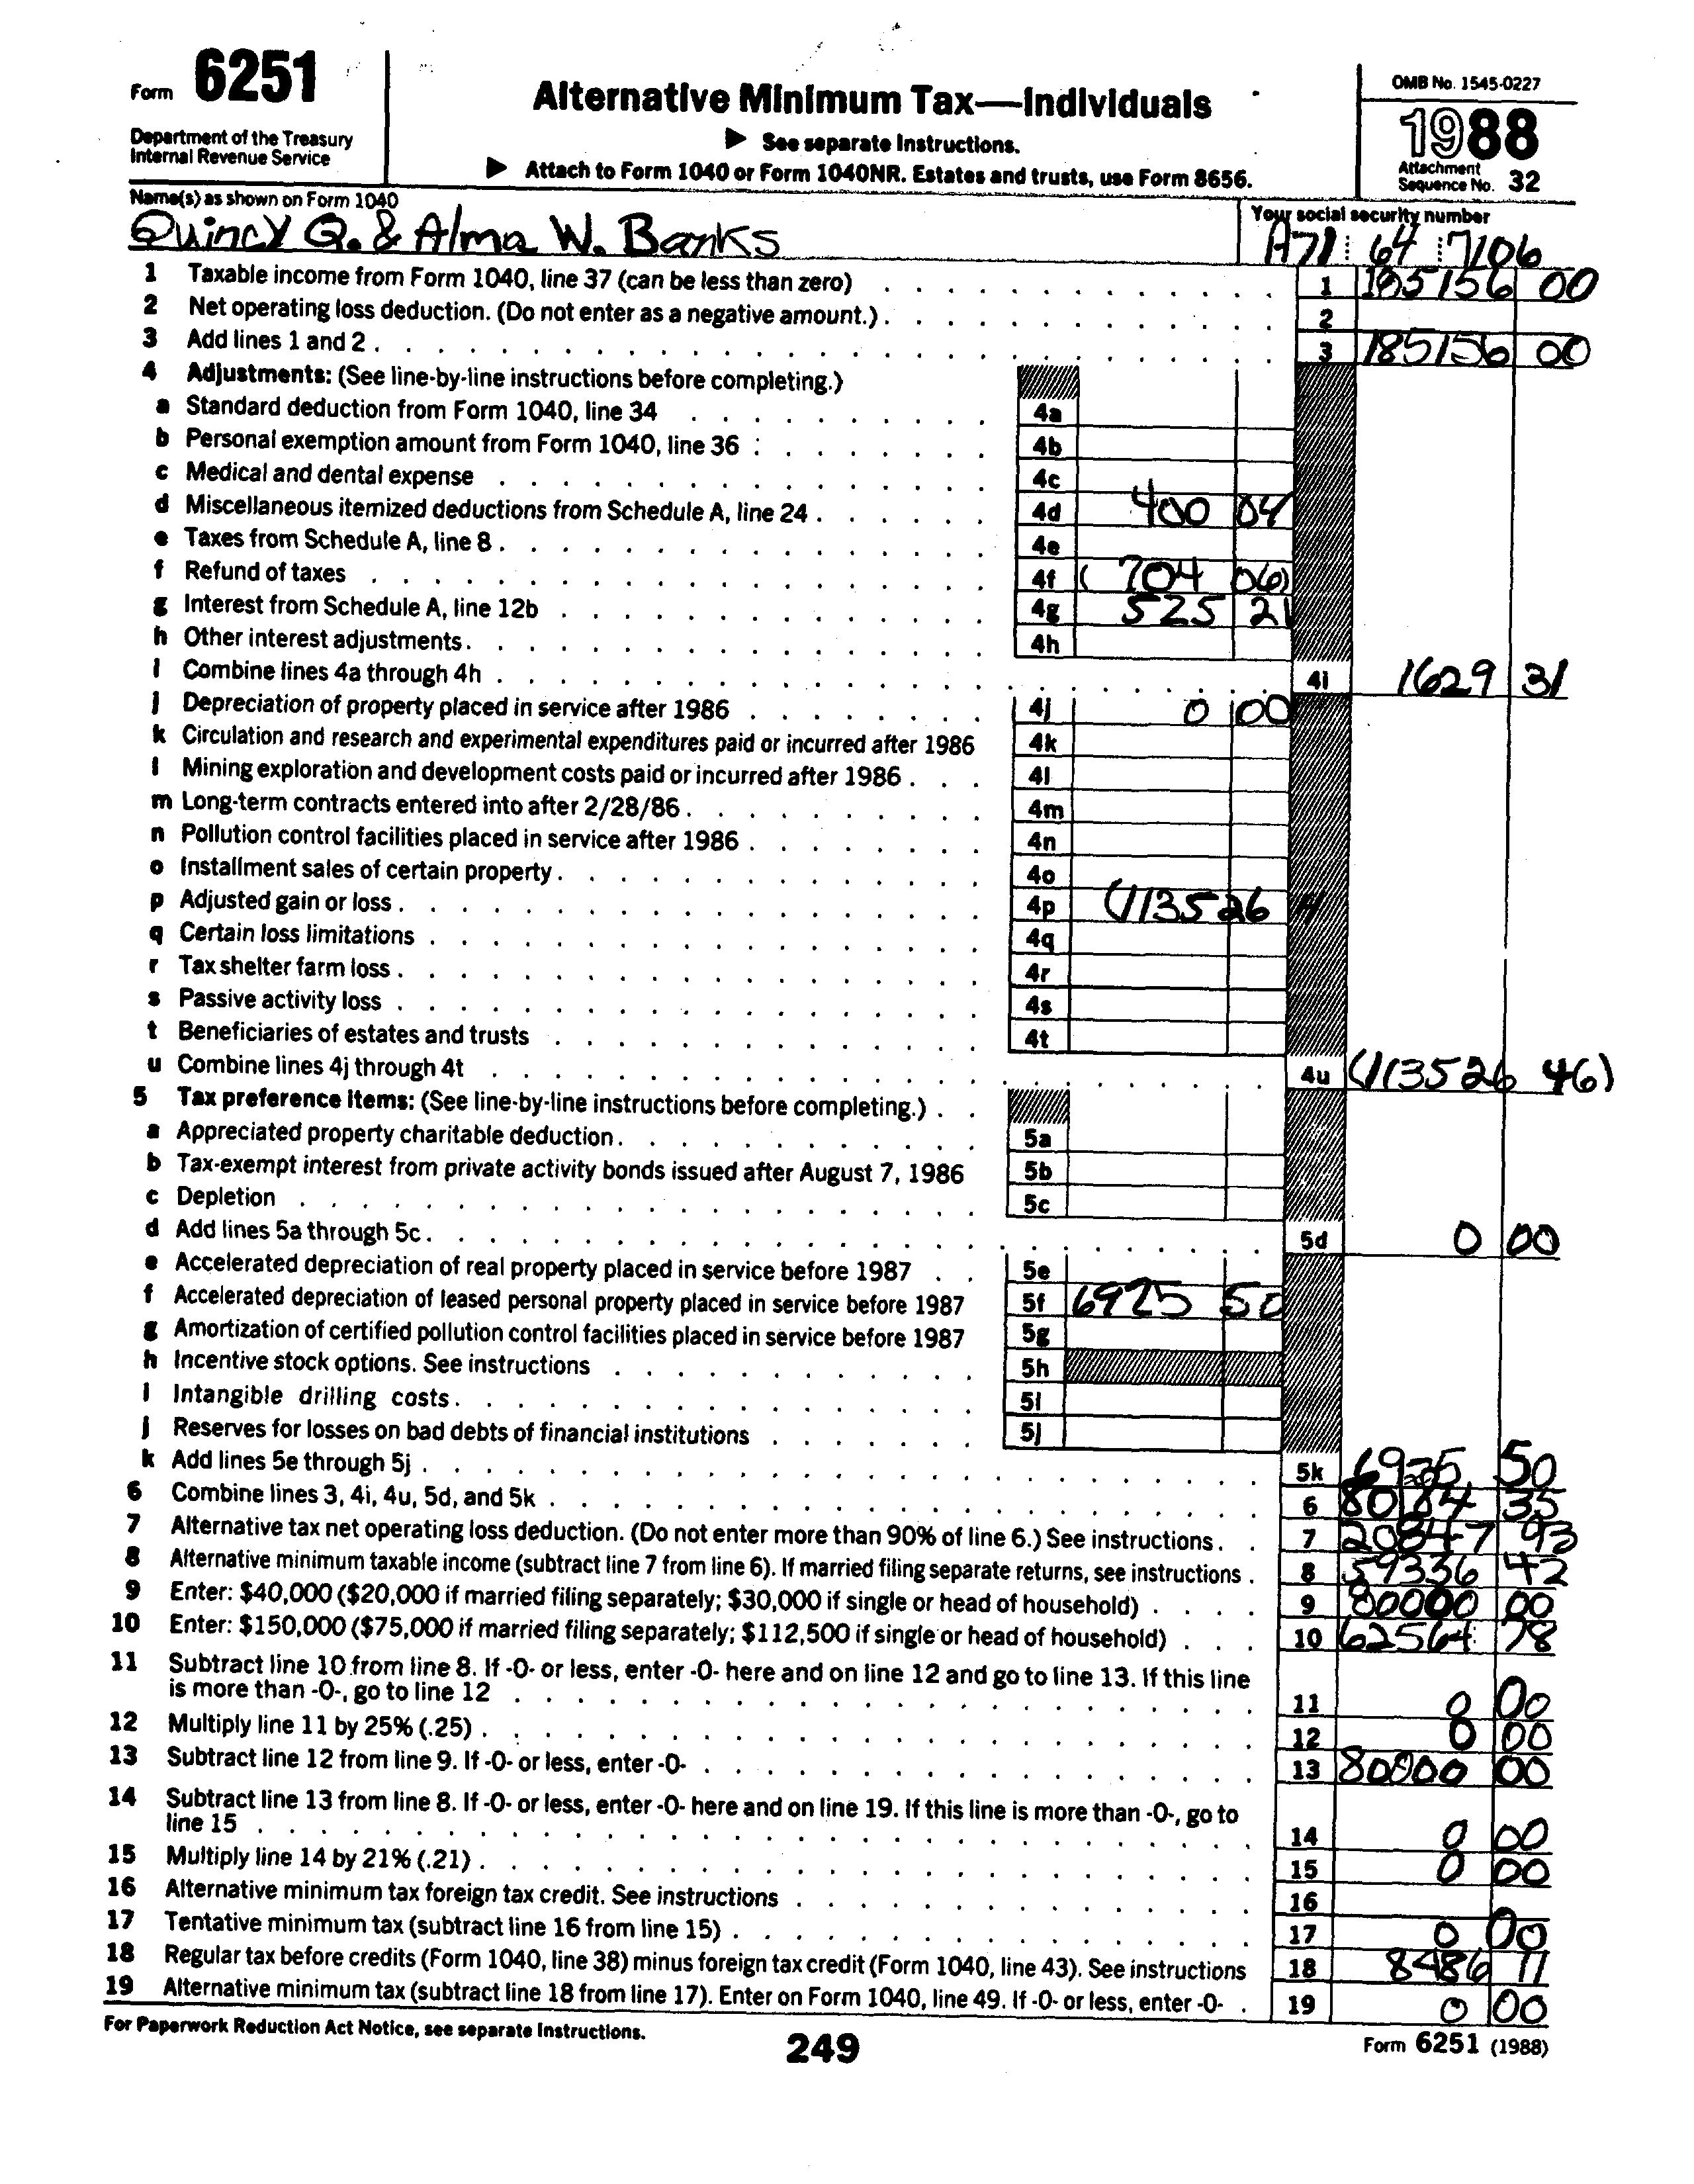 Form 6251
Department of the Treasury
Internal Revenue Service
Alternative Minimum Tax—Individuals
▶ See separate Instructions.
▶ Attach to Form 1040 or Form 1040NR. Estates and trusts, use Form 8656.
OMB No. 1545-0227
1988
Attachment
Sequence No. 32
Name(s) as shown on Form 1040
Quincy Q. & Alma W. Banks
Your social security number
A71 64 7106
1 Taxable income from Form 1040, line 37 (can be less than zero) 1 185156 00
2 Net operating loss deduction. (Do not enter as a negative amount.) 2
3 Add lines 1 and 2 3 185156 00
4 Adjustments: (See line-by-line instructions before completing.)
a Standard deduction from Form 1040, line 34 4a
b Personal exemption amount from Form 1040, line 36 4b
c Medical and dental expense 4c
d Miscellaneous itemized deductions from Schedule A, line 24 4d 400 04
e Taxes from Schedule A, line 8 4e
f Refund of taxes 4f (704 06)
g Interest from Schedule A, line 12b 4g 525 21
h Other interest adjustments 4h
i Combine lines 4a through 4h 4i 1629 31
j Depreciation of property placed in service after 1986 4j 0 00
k Circulation and research and experimental expenditures paid or incurred after 1986 4k
l Mining exploration and development costs paid or incurred after 1986 4l
m Long-term contracts entered into after 2/28/86 4m
n Pollution control facilities placed in service after 1986 4n
o Installment sales of certain property 4o
p Adjusted gain or loss 4p (113526
q Certain loss limitations 4q
r Tax shelter farm loss 4r
s Passive activity loss 4s
t Beneficiaries of estates and trusts 4t
u Combine lines 4j through 4t 4u (113526 46)
5 Tax preference items: (See line-by-line instructions before completing.)
a Appreciated property charitable deduction 5a
b Tax-exempt interest from private activity bonds issued after August 7, 1986 5b
c Depletion 5c
d Add lines 5a through 5c 5d 0 00
e Accelerated depreciation of real property placed in service before 1987 5e
f Accelerated depreciation of leased personal property placed in service before 1987 5f 6925 50
g Amortization of certified pollution control facilities placed in service before 1987 5g
h Incentive stock options. See instructions 5h
i Intangible drilling costs 5i
j Reserves for losses on bad debts of financial institutions 5j
k Add lines 5e through 5j 5k 6925 50
6 Combine lines 3, 4i, 4u, 5d, and 5k 6 80184 35
7 Alternative tax net operating loss deduction. (Do not enter more than 90% of line 6.) See instructions 7 20847 93
8 Alternative minimum taxable income (subtract line 7 from line 6). If married filing separate returns, see instructions 8 59336 42
9 Enter: $40,000 ($20,000 if married filing separately; $30,000 if single or head of household) 9 80000 00
10 Enter: $150,000 ($75,000 if married filing separately; $112,500 if single or head of household) 10 62564 78
11 Subtract line 10 from line 8. If -0- or less, enter -0- here and on line 12 and go to line 13. If this line
is more than -0-, go to line 12 11 0 00
12 Multiply line 11 by 25% (.25) 12 0 00
13 Subtract line 12 from line 9. If -0- or less, enter -0- 13 80000 00
14 Subtract line 13 from line 8. If -0- or less, enter -0- here and on line 19. If this line is more than -0-, go to
line 15 14 0 00
15 Multiply line 14 by 21% (.21) 15 0 00
16 Alternative minimum tax foreign tax credit. See instructions 16
17 Tentative minimum tax (subtract line 16 from line 15) 17 0 00
18 Regular tax before credits (Form 1040, line 38) minus foreign tax credit (Form 1040, line 43). See instructions 18 8486 11
19 Alternative minimum tax (subtract line 18 from line 17). Enter on Form 1040, line 49. If -0- or less, enter -0- 19 0 00
For Paperwork Reduction Act Notice, see separate Instructions.
249
Form 6251 (1988)